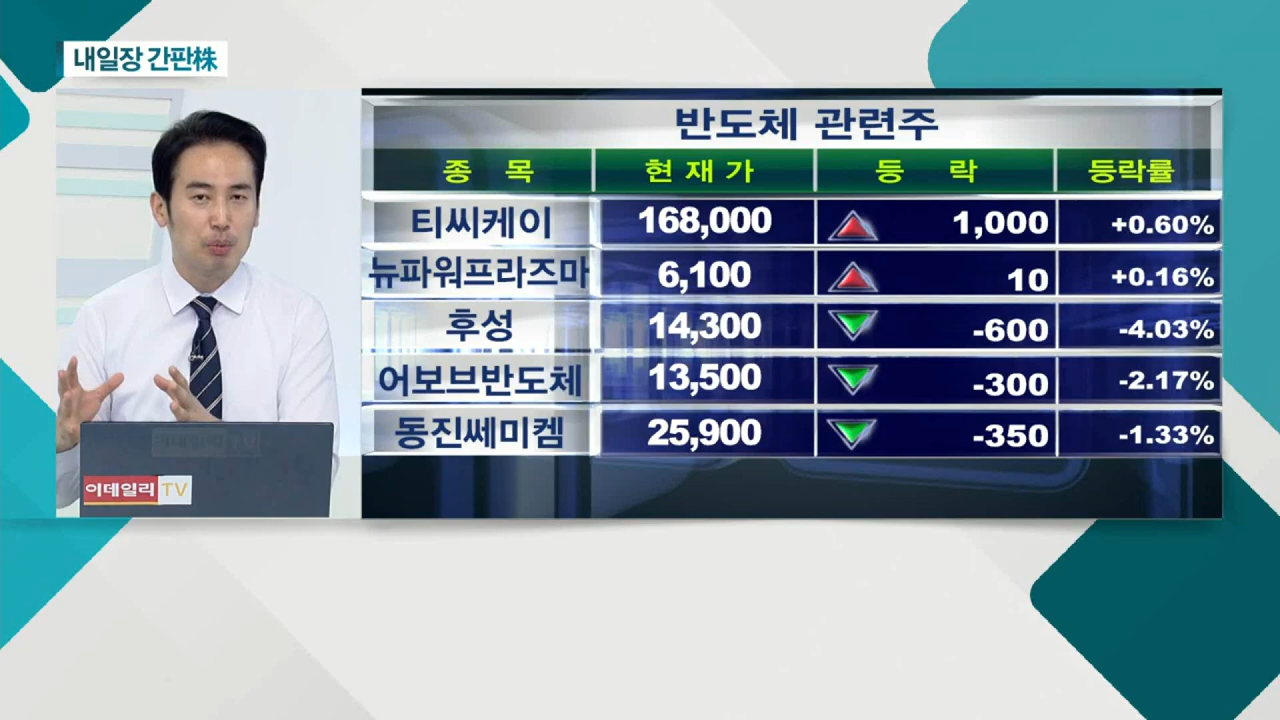 내일장 간판株
반도체 관련주
종 목 현 재 가 등 락 등락률
티씨케이 168,000 ▲ 1,000 +0.60%
뉴파워프라즈마 6,100 ▲ 10 +0.16%
후성 14,300 ▼ -600 -4.03%
어보브반도체 13,500 ▼ -300 -2.17%
동진쎄미켐 25,900 ▼ -350 -1.33%
이데일리 TV